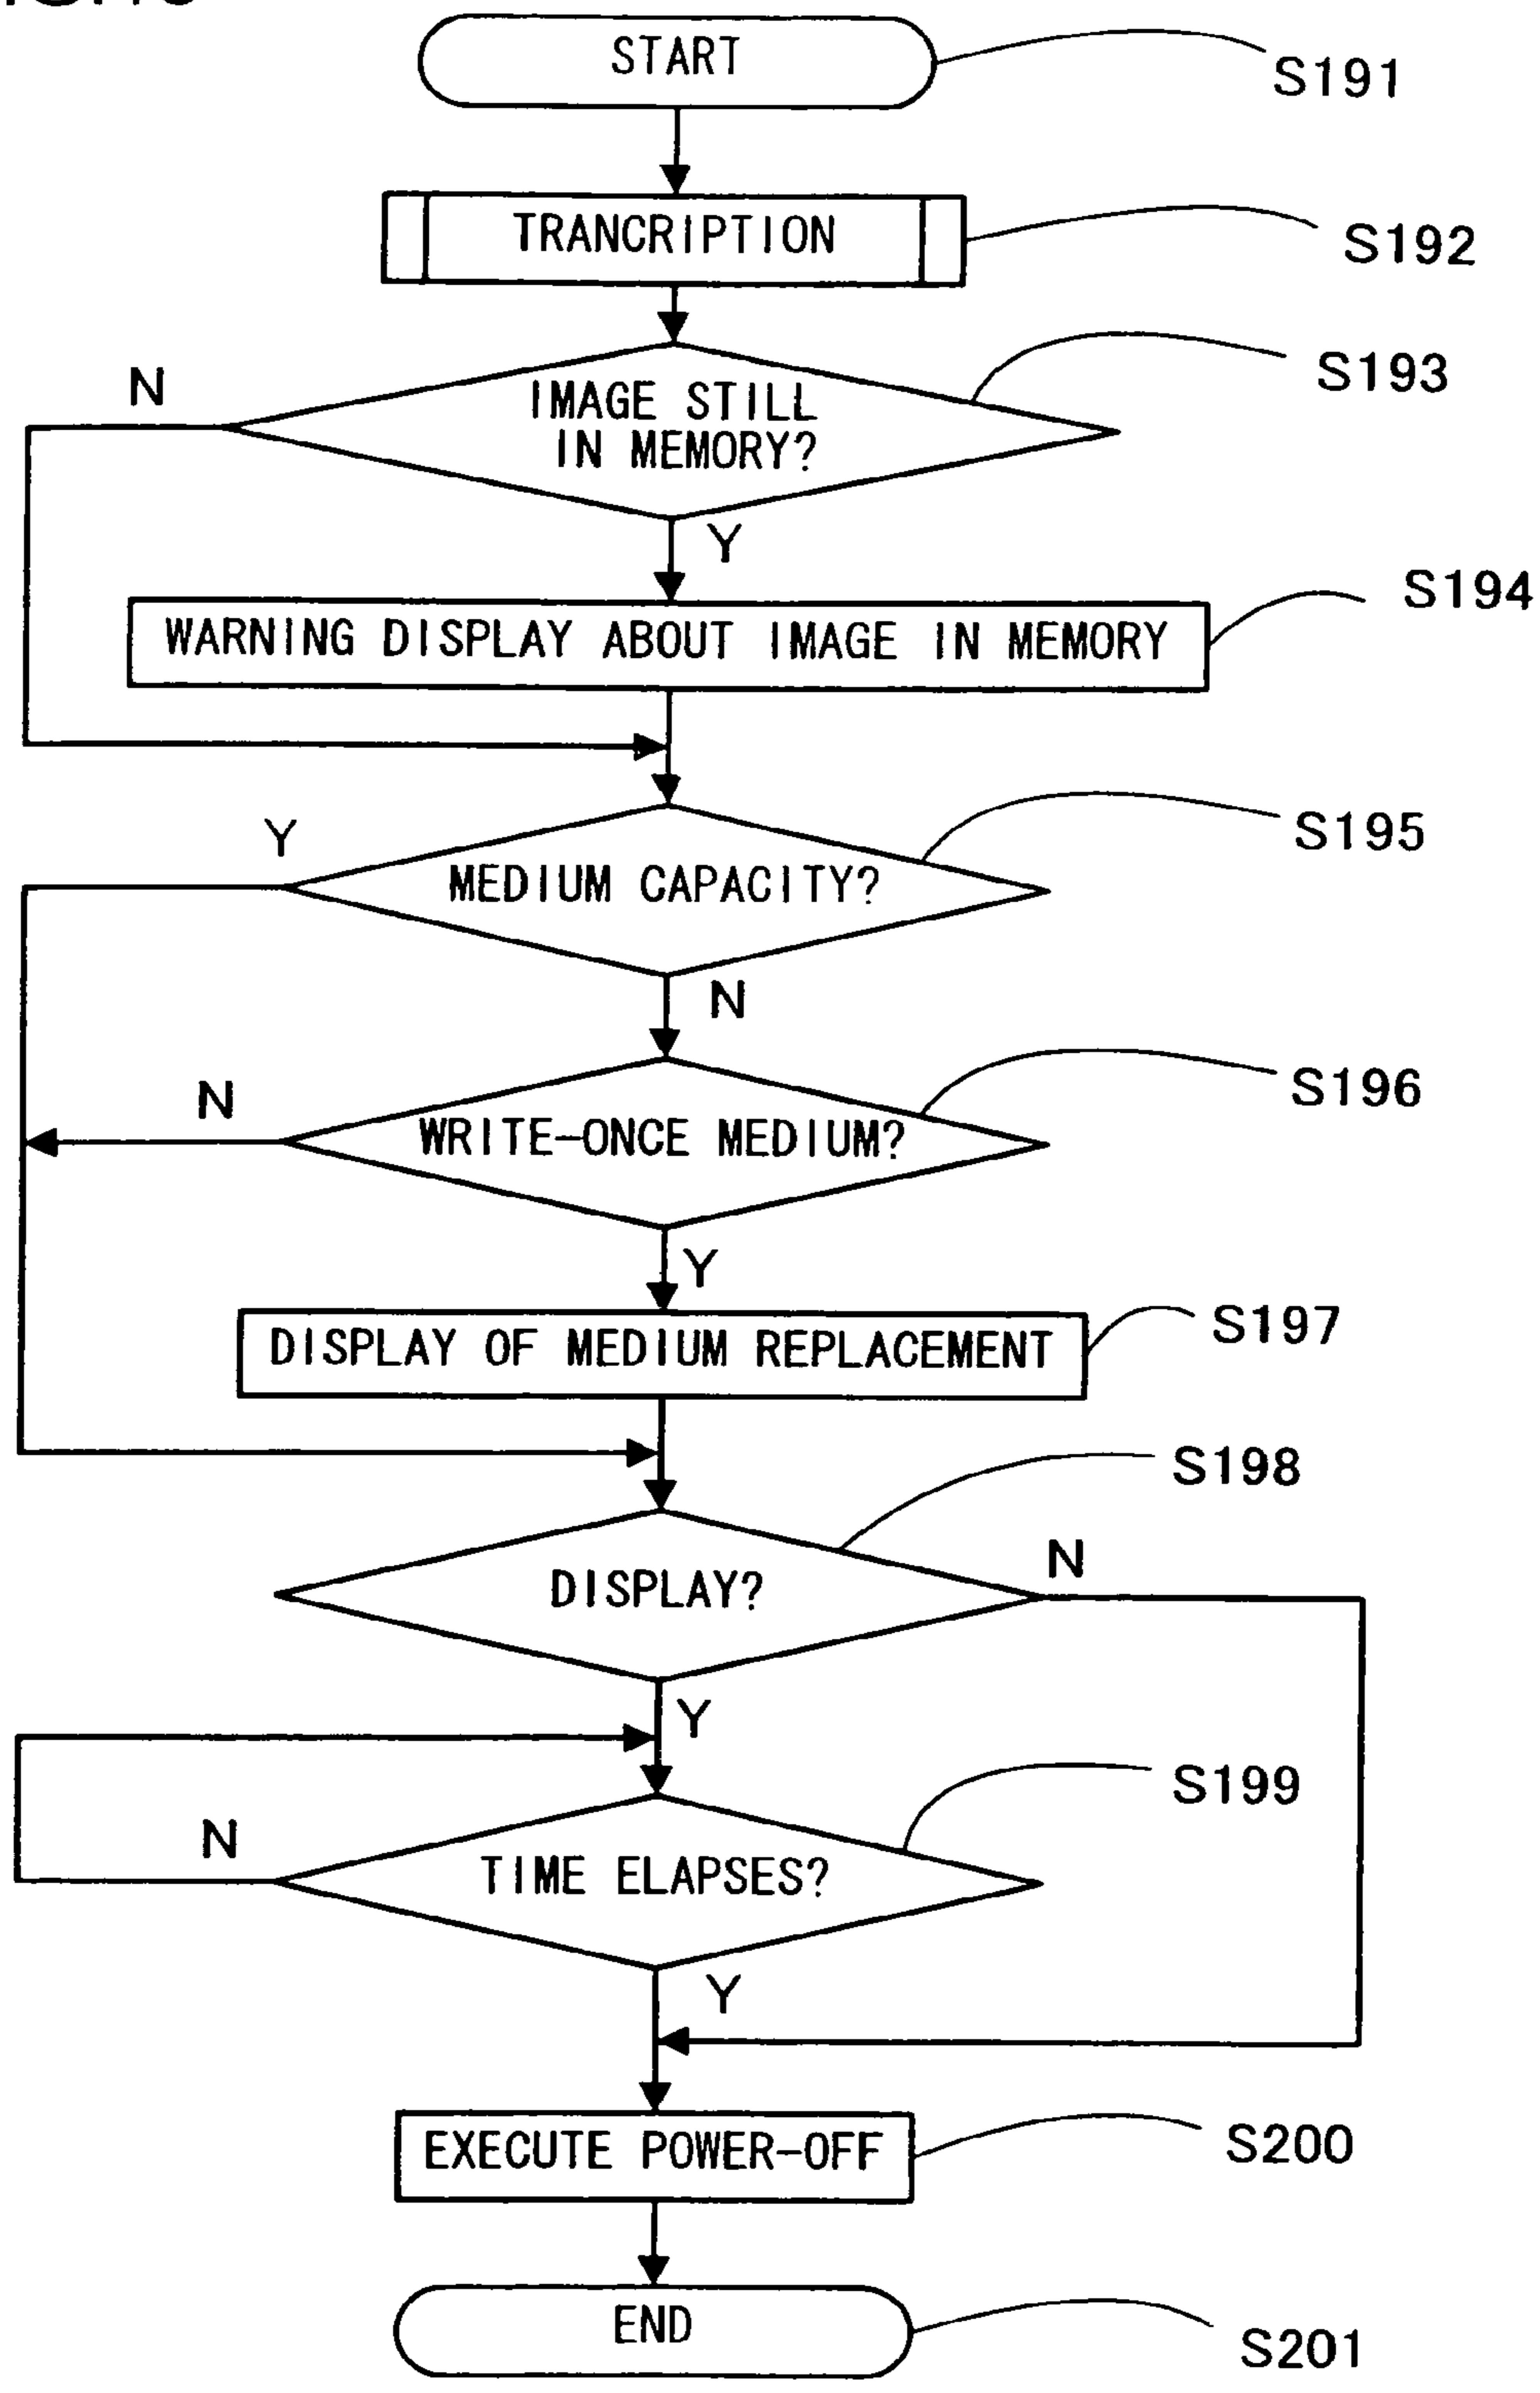 START
S191
TRANCRIPTION
S192
S193
N
IMAGE STILL
IN MEMORY?
Y
S194
WARNING DISPLAY ABOUT IMAGE IN MEMORY
S195
Y
MEDIUM CAPACITY?
N
S196
N
WRITE-ONCE MEDIUM?
Y
S197
DISPLAY OF MEDIUM REPLACEMENT
S198
N
DISPLAY?
Y
S199
N
TIME ELAPSES?
Y
EXECUTE POWER-OFF
S200
END
S201